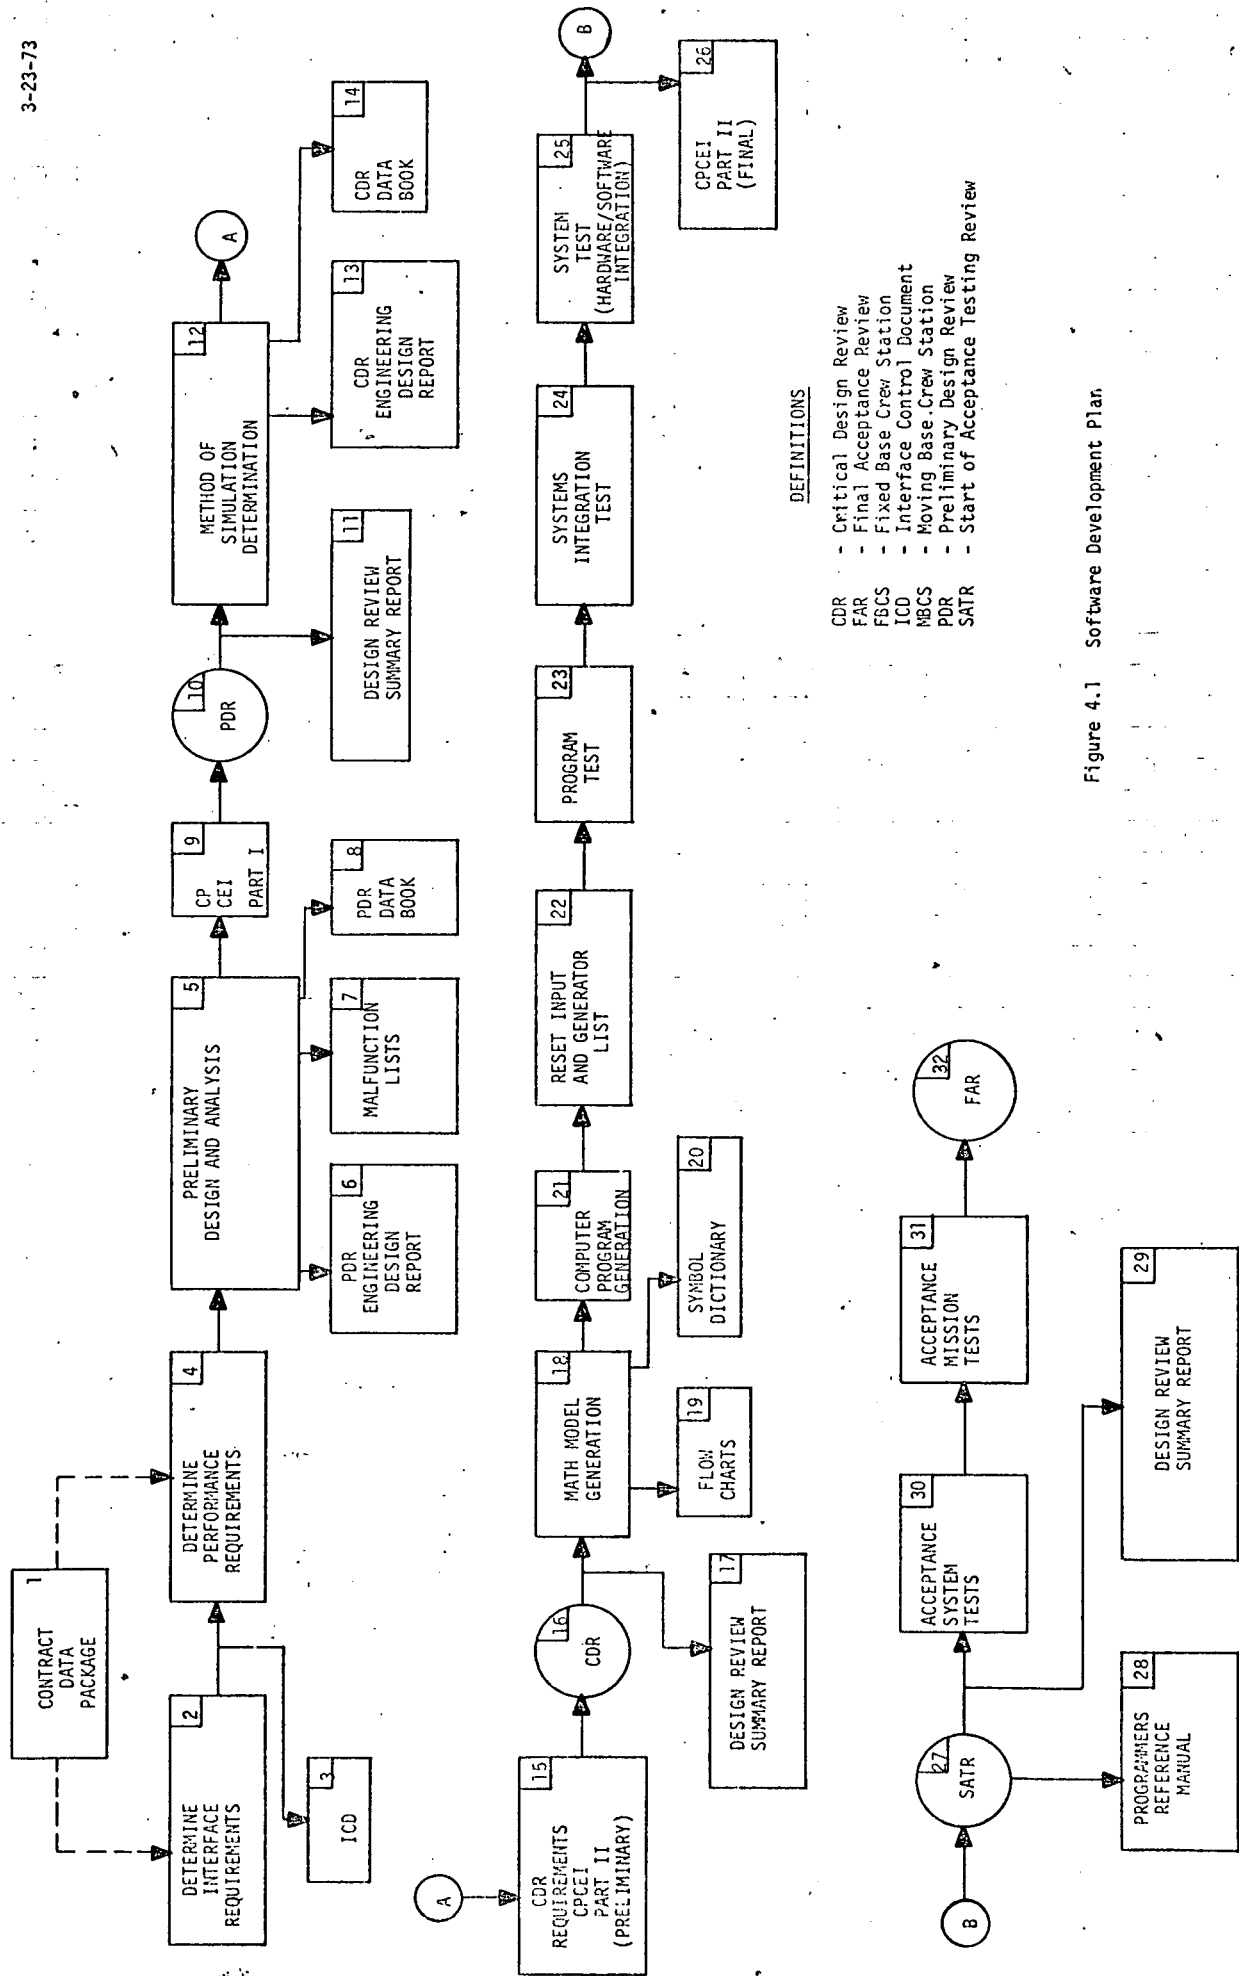 3-23-73
1
CONTRACT
DATA
PACKAGE
2
DETERMINE
INTERFACE
REQUIREMENTS
3
ICD
4
DETERMINE
PERFORMANCE
REQUIREMENTS
5
PRELIMINARY
DESIGN AND ANALYSIS
6
PDR
ENGINEERING
DESIGN
REPORT
7
MALFUNCTION
LISTS
8
PDR
DATA
BOOK
9
CP
CEI
PART I
10
PDR
11
DESIGN REVIEW
SUMMARY REPORT
12
METHOD OF
SIMULATION
DETERMINATION
13
CDR
ENGINEERING
DESIGN
REPORT
14
CDR
DATA
BOOK
A
A
15
CDR
REQUIREMENTS
CPCEI
PART II
(PRELIMINARY)
16
CDR
17
DESIGN REVIEW
SUMMARY REPORT
18
MATH MODEL
GENERATION
19
FLOW
CHARTS
20
SYMBOL
DICTIONARY
21
COMPUTER
PROGRAM
GENERATION
22
RESET INPUT
AND GENERATOR
LIST
23
PROGRAM
TEST
24
SYSTEMS
INTEGRATION
TEST
25
SYSTEM
TEST
(HARDWARE/SOFTWARE
INTEGRATION)
26
CPCEI
PART II
(FINAL)
B
B
27
SATR
28
PROGRAMMERS
REFERENCE
MANUAL
29
DESIGN REVIEW
SUMMARY REPORT
30
ACCEPTANCE
SYSTEM
TESTS
31
ACCEPTANCE
MISSION
TESTS
32
FAR
DEFINITIONS
CDR - Critical Design Review
FAR - Final Acceptance Review
FBCS - Fixed Base Crew Station
ICD - Interface Control Document
MBCS - Moving Base Crew Station
PDR - Preliminary Design Review
SATR - Start of Acceptance Testing Review
Figure 4.1 Software Development Plan